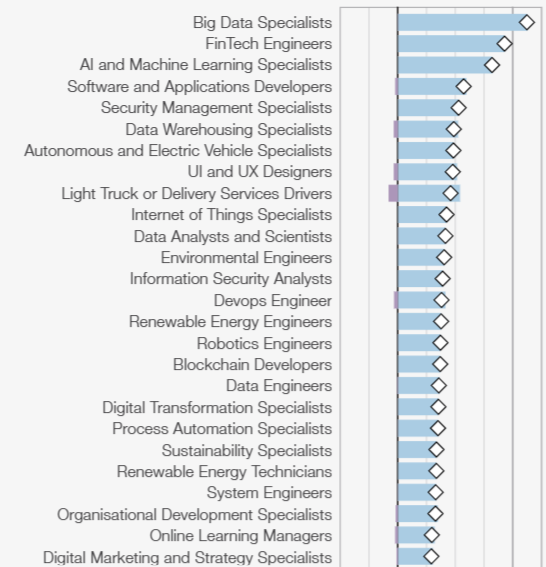 Big Data Specialists
FinTech Engineers
AI and Machine Learning Specialists
Software and Applications Developers
Security Management Specialists
Data Warehousing Specialists
Autonomous and Electric Vehicle Specialists
UI and UX Designers
Light Truck or Delivery Services Drivers
Internet of Things Specialists
Data Analysts and Scientists
Environmental Engineers
Information Security Analysts
Devops Engineer
Renewable Energy Engineers
Robotics Engineers
Blockchain Developers
Data Engineers
Digital Transformation Specialists
Process Automation Specialists
Sustainability Specialists
Renewable Energy Technicians
System Engineers
Organisational Development Specialists
Online Learning Managers
Digital Marketing and Strategy Specialists